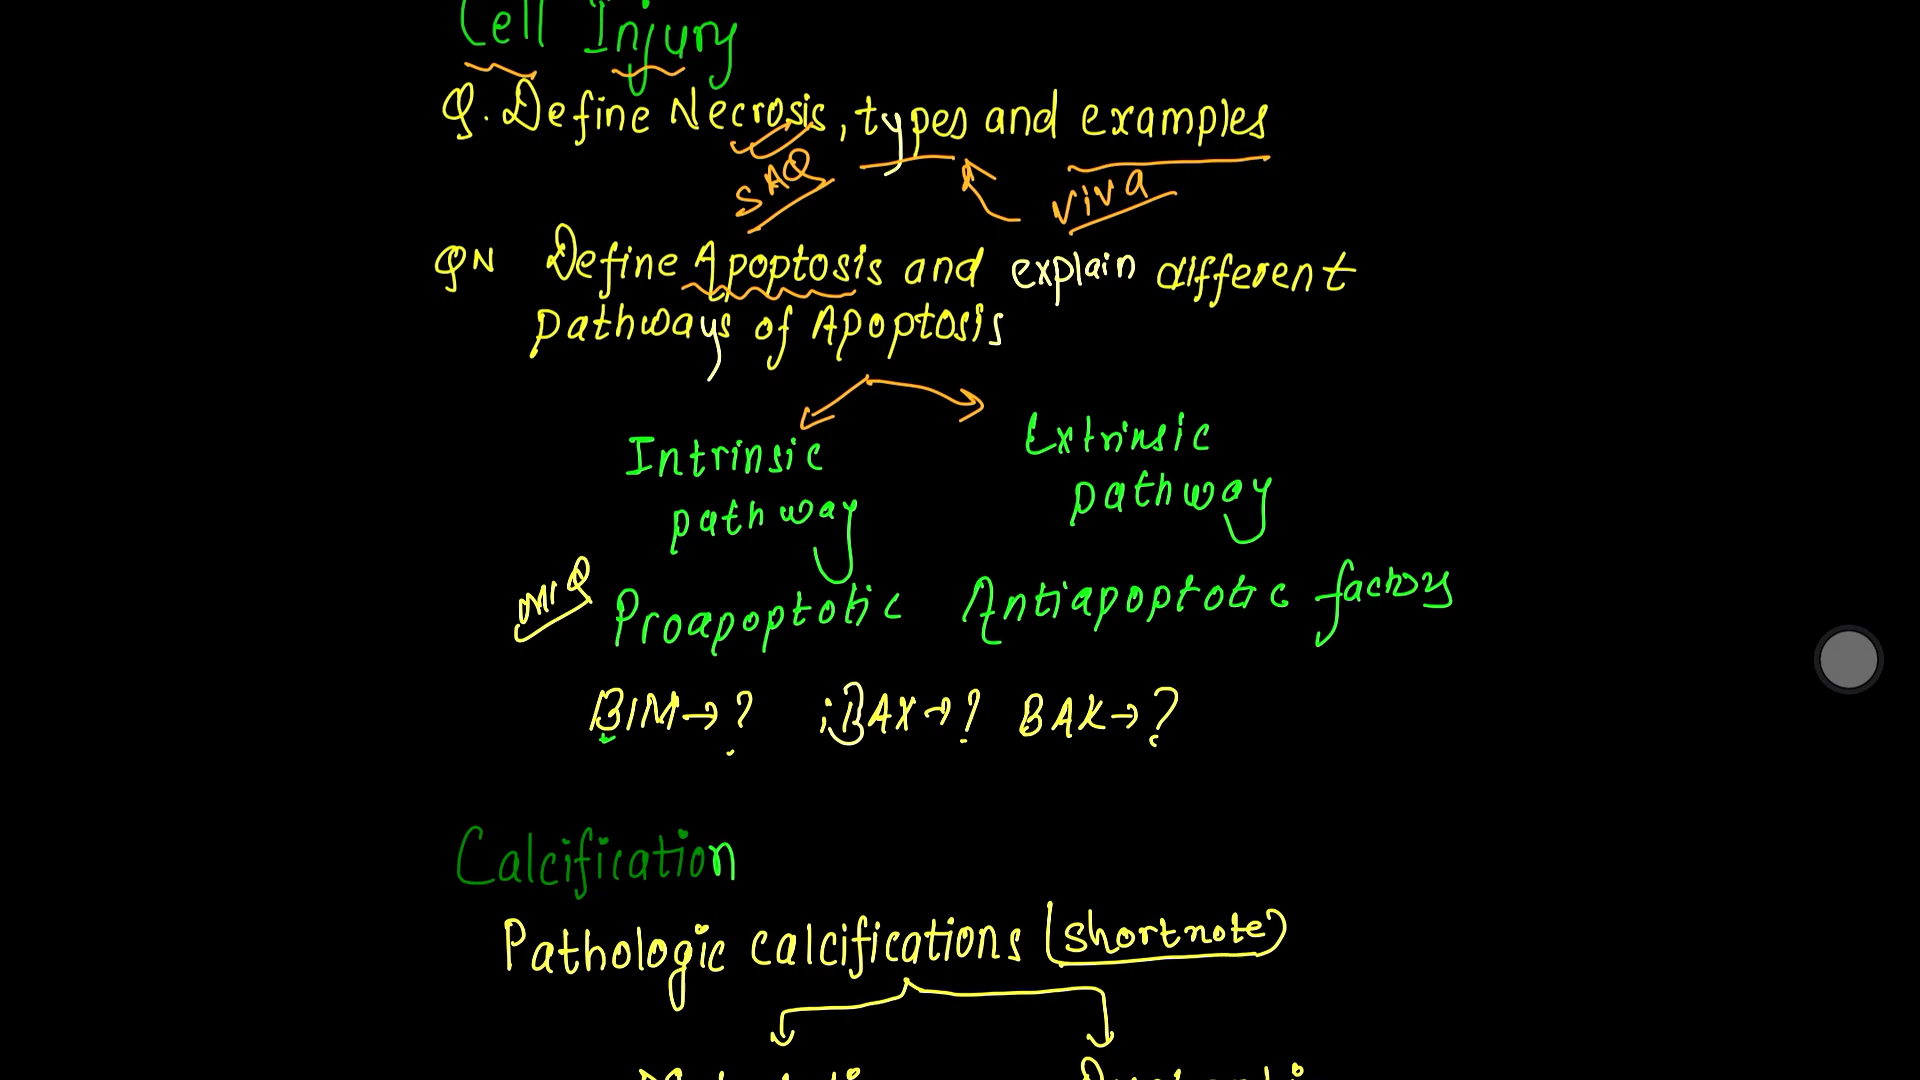 Cell Injury
Q. Define Necrosis, types and examples
SAQ
viva
QN Define Apoptosis and explain different
pathways of Apoptosis
Intrinsic
pathway
Extrinsic
pathway
MCQ
Proapoptotic Antiapoptotic factors
BIM→? ;BAX→? BAK→?
Calcification
Pathologic calcifications (shortnote)